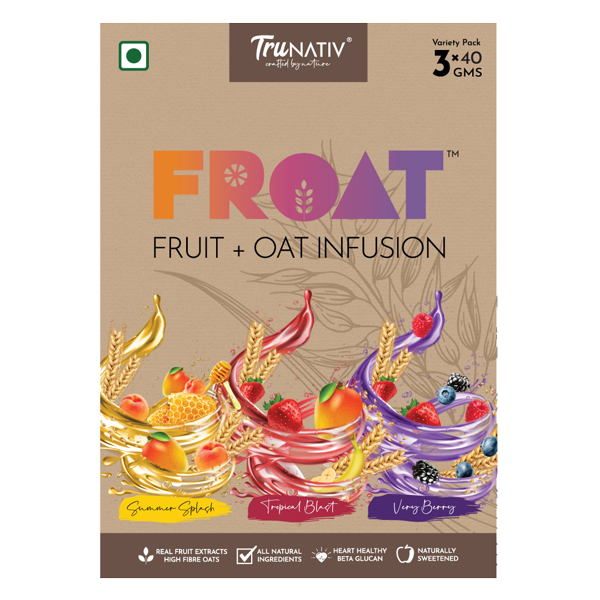 TruNATIV®
crafted by nature
Variety Pack
3×40
GMS
FROAT™
FRUIT + OAT INFUSION
Summer Splash
Tropical Blast
Very Berry
REAL FRUIT EXTRACTS
HIGH FIBRE OATS
ALL NATURAL
INGREDIENTS
HEART HEALTHY
BETA GLUCAN
NATURALLY
SWEETENED